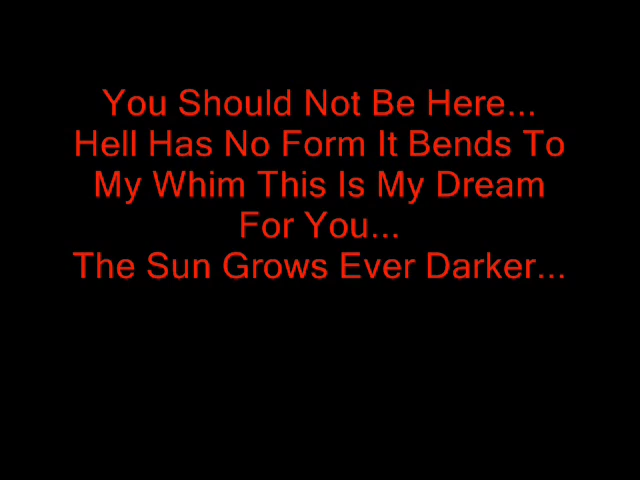 You Should Not Be Here...
Hell Has No Form It Bends To
My Whim This Is My Dream
For You...
The Sun Grows Ever Darker...